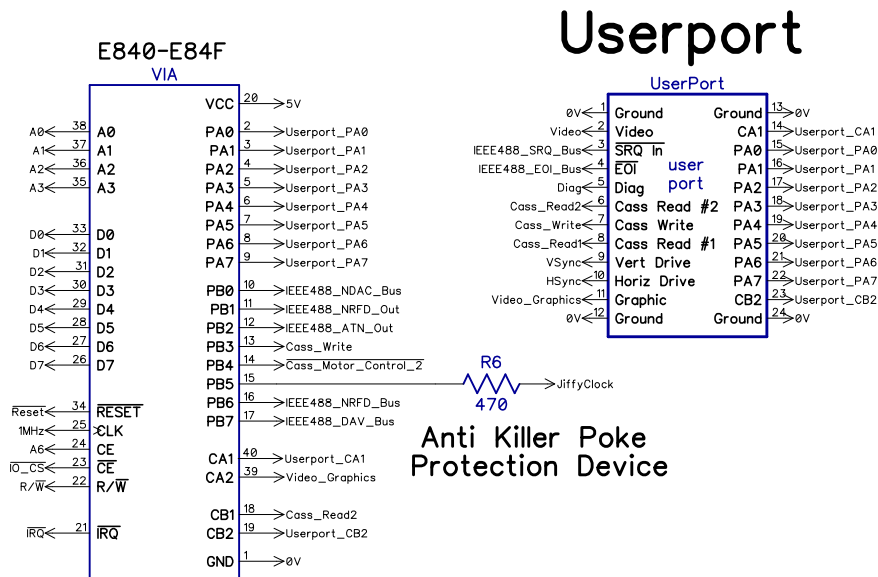 Userport
E840-E84F
VIA
VCC 20 5V
A0 38 A0 PA0 2 Userport_PA0
A1 37 A1 PA1 3 Userport_PA1
A2 36 A2 PA2 4 Userport_PA2
A3 35 A3 PA3 5 Userport_PA3
PA4 6 Userport_PA4
PA5 7 Userport_PA5
D0 33 D0 PA6 8 Userport_PA6
D1 32 D1 PA7 9 Userport_PA7
D2 31 D2
D3 30 D3 PB0 10 IEEE488_NDAC_Bus
D4 29 D4 PB1 11 IEEE488_NRFD_Out
D5 28 D5 PB2 12 IEEE488_ATN_Out
D6 27 D6 PB3 13 Cass_Write
D7 26 D7 PB4 14 Cass_Motor_Control_2
PB5 15
R6
470
JiffyClock
PB6 16 IEEE488_NRFD_Bus
Reset 34 RESET
PB7 17 IEEE488_DAV_Bus
1MHz 25 CLK
A6 24 CE
IO_CS 23 CE
R/W 22 R/W
CA1 40 Userport_CA1
CA2 39 Video_Graphics
CB1 18 Cass_Read2
IRQ 21 IRQ CB2 19 Userport_CB2
GND 1 0V
Anti Killer Poke
Protection Device
UserPort
user
port
0V 1 Ground Ground 13 0V
Video 2 Video CA1 14 Userport_CA1
IEEE488_SRQ_Bus 3 SRQ In PA0 15 Userport_PA0
IEEE488_EOI_Bus 4 EOI PA1 16 Userport_PA1
Diag 5 Diag PA2 17 Userport_PA2
Cass_Read2 6 Cass Read #2 PA3 18 Userport_PA3
Cass_Write 7 Cass Write PA4 19 Userport_PA4
Cass_Read1 8 Cass Read #1 PA5 20 Userport_PA5
VSync 9 Vert Drive PA6 21 Userport_PA6
HSync 10 Horiz Drive PA7 22 Userport_PA7
Video_Graphics 11 Graphic CB2 23 Userport_CB2
0V 12 Ground Ground 24 0V